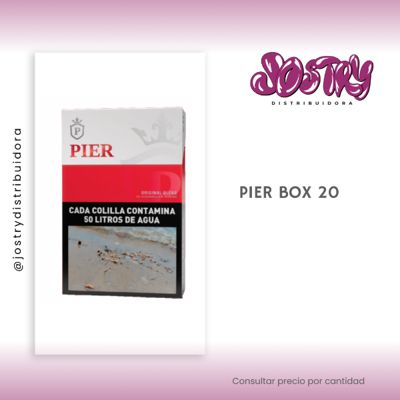 JOSTRY
DISTRIBUIDORA
@jostrydistribuidora
P
PIER
ORIGINAL BLEND
CADA COLILLA CONTAMINA
50 LITROS DE AGUA
PIER BOX 20
Consultar precio por cantidad